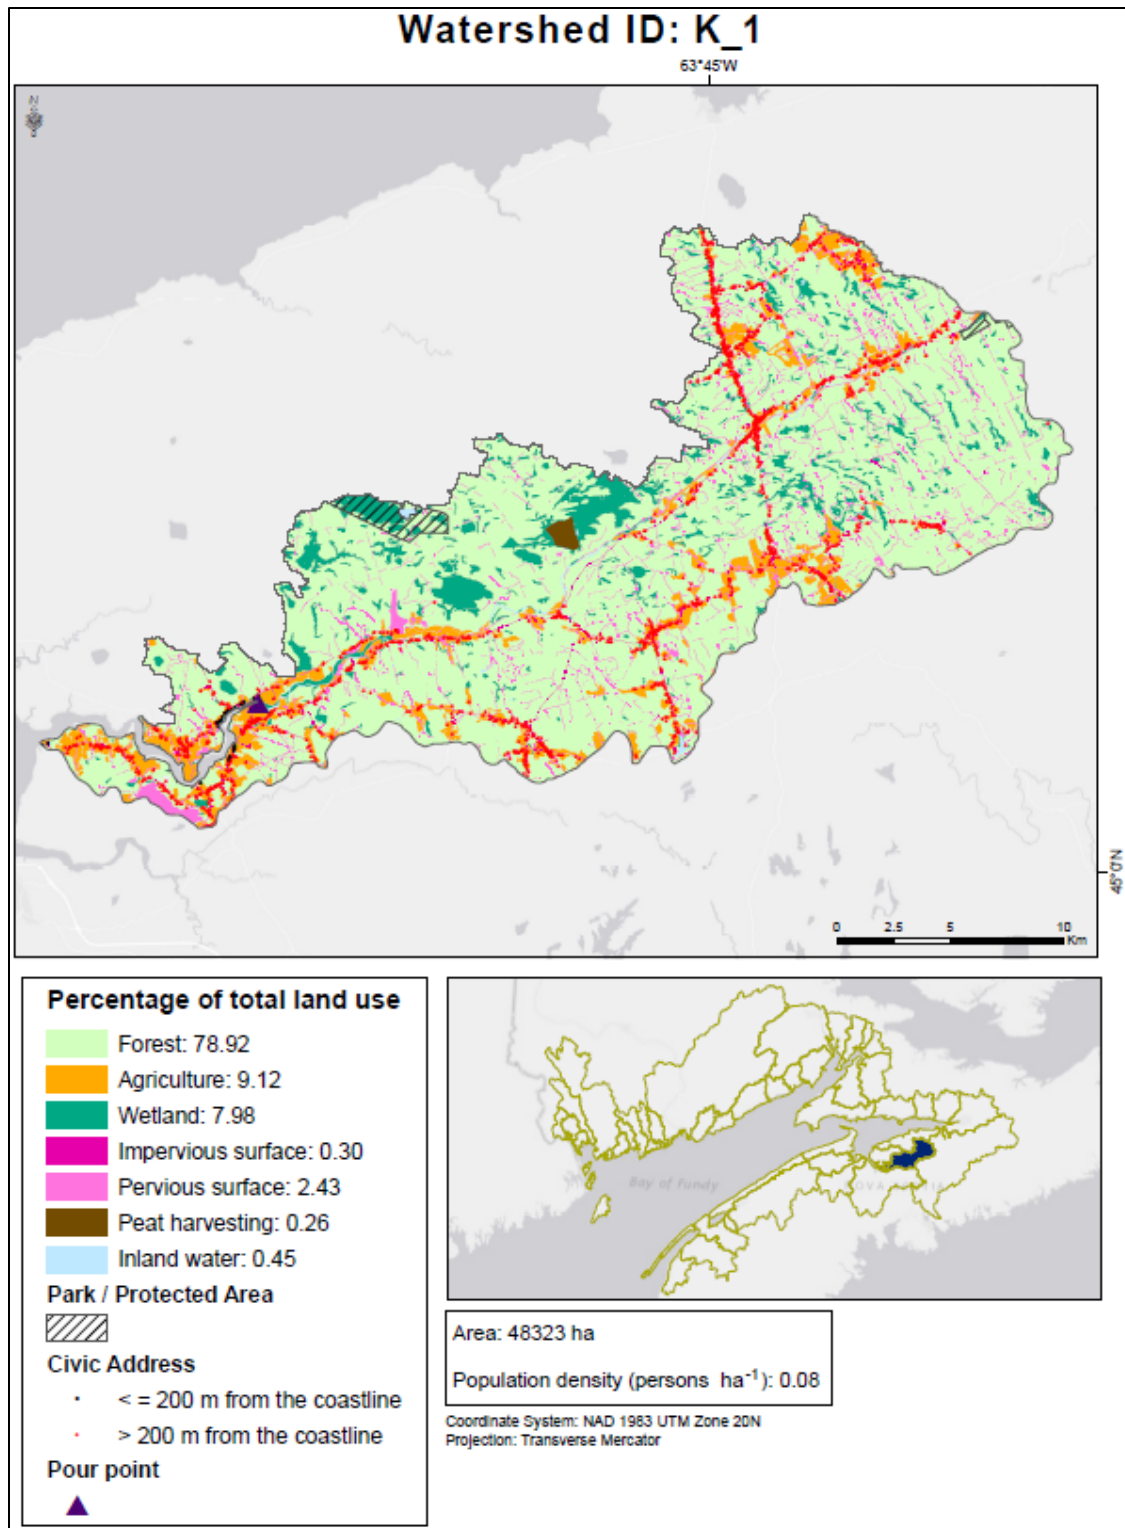 Watershed ID: K_1
63°45'W
N
45°0'N
0 2.5 5 10
Km
Percentage of total land use
Forest: 78.92
Agriculture: 9.12
Wetland: 7.98
Impervious surface: 0.30
Pervious surface: 2.43
Peat harvesting: 0.26
Inland water: 0.45
Park / Protected Area
Civic Address
< = 200 m from the coastline
> 200 m from the coastline
Pour point
Bay of Fundy
Area: 48323 ha
Population density (persons ha⁻¹): 0.08
Coordinate System: NAD 1983 UTM Zone 20N
Projection: Transverse Mercator